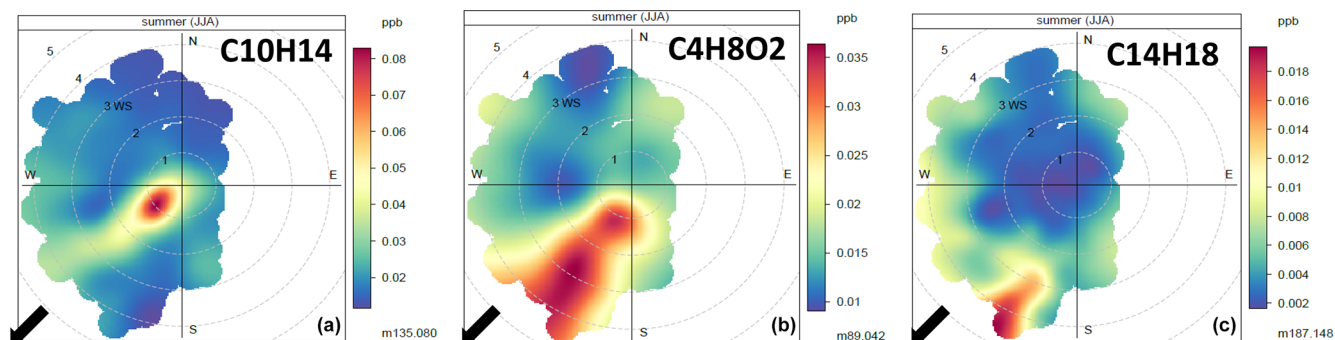 summer (JJA)
C10H14
N
5
4
3 WS
2
1
W
E
S
(a)
m135.080
ppb
0.08
0.07
0.06
0.05
0.04
0.03
0.02
summer (JJA)
C4H8O2
N
5
4
3 WS
2
1
W
E
S
(b)
m89.042
ppb
0.035
0.03
0.025
0.02
0.015
0.01
summer (JJA)
C14H18
N
5
4
3 WS
2
1
W
E
S
(c)
m187.148
ppb
0.018
0.016
0.014
0.012
0.01
0.008
0.006
0.004
0.002